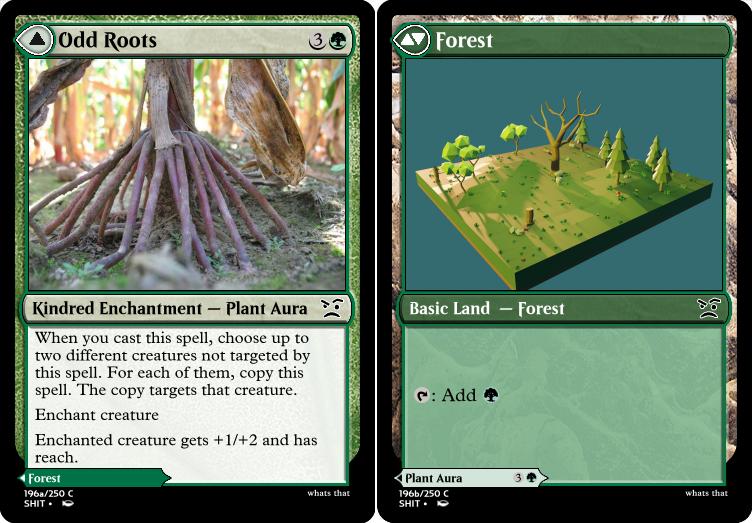 Odd Roots 3
Kindred Enchantment — Plant Aura
When you cast this spell, choose up to
two different creatures not targeted by
this spell. For each of them, copy this
spell. The copy targets that creature.
Enchant creature
Enchanted creature gets +1/+2 and has
reach.
Forest
196a/250 C
SHIT •
whats that
Forest
Basic Land — Forest
: Add
Plant Aura 3
196b/250 C
SHIT •
whats that